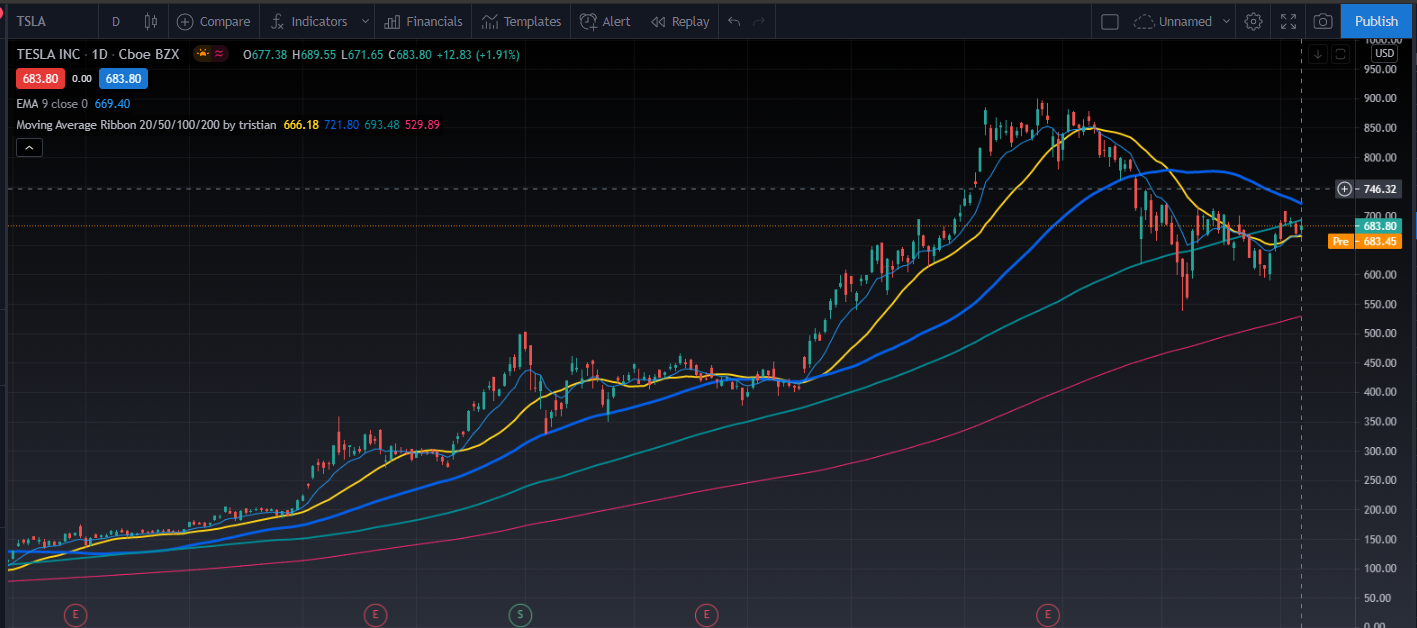 TSLA D Compare Indicators Financials Templates Alert Replay Unnamed Publish
TESLA INC · 1D · Cboe BZX O677.38 H689.55 L671.65 C683.80 +12.83 (+1.91%)
683.80 0.00 683.80
EMA 9 close 0 669.40
Moving Average Ribbon 20/50/100/200 by tristian 666.18 721.80 693.48 529.89
1000.00
USD
950.00
900.00
850.00
800.00
746.32
700.00
683.80
Pre 683.45
600.00
550.00
500.00
450.00
400.00
350.00
300.00
250.00
200.00
150.00
100.00
50.00
0.00
E E S E E